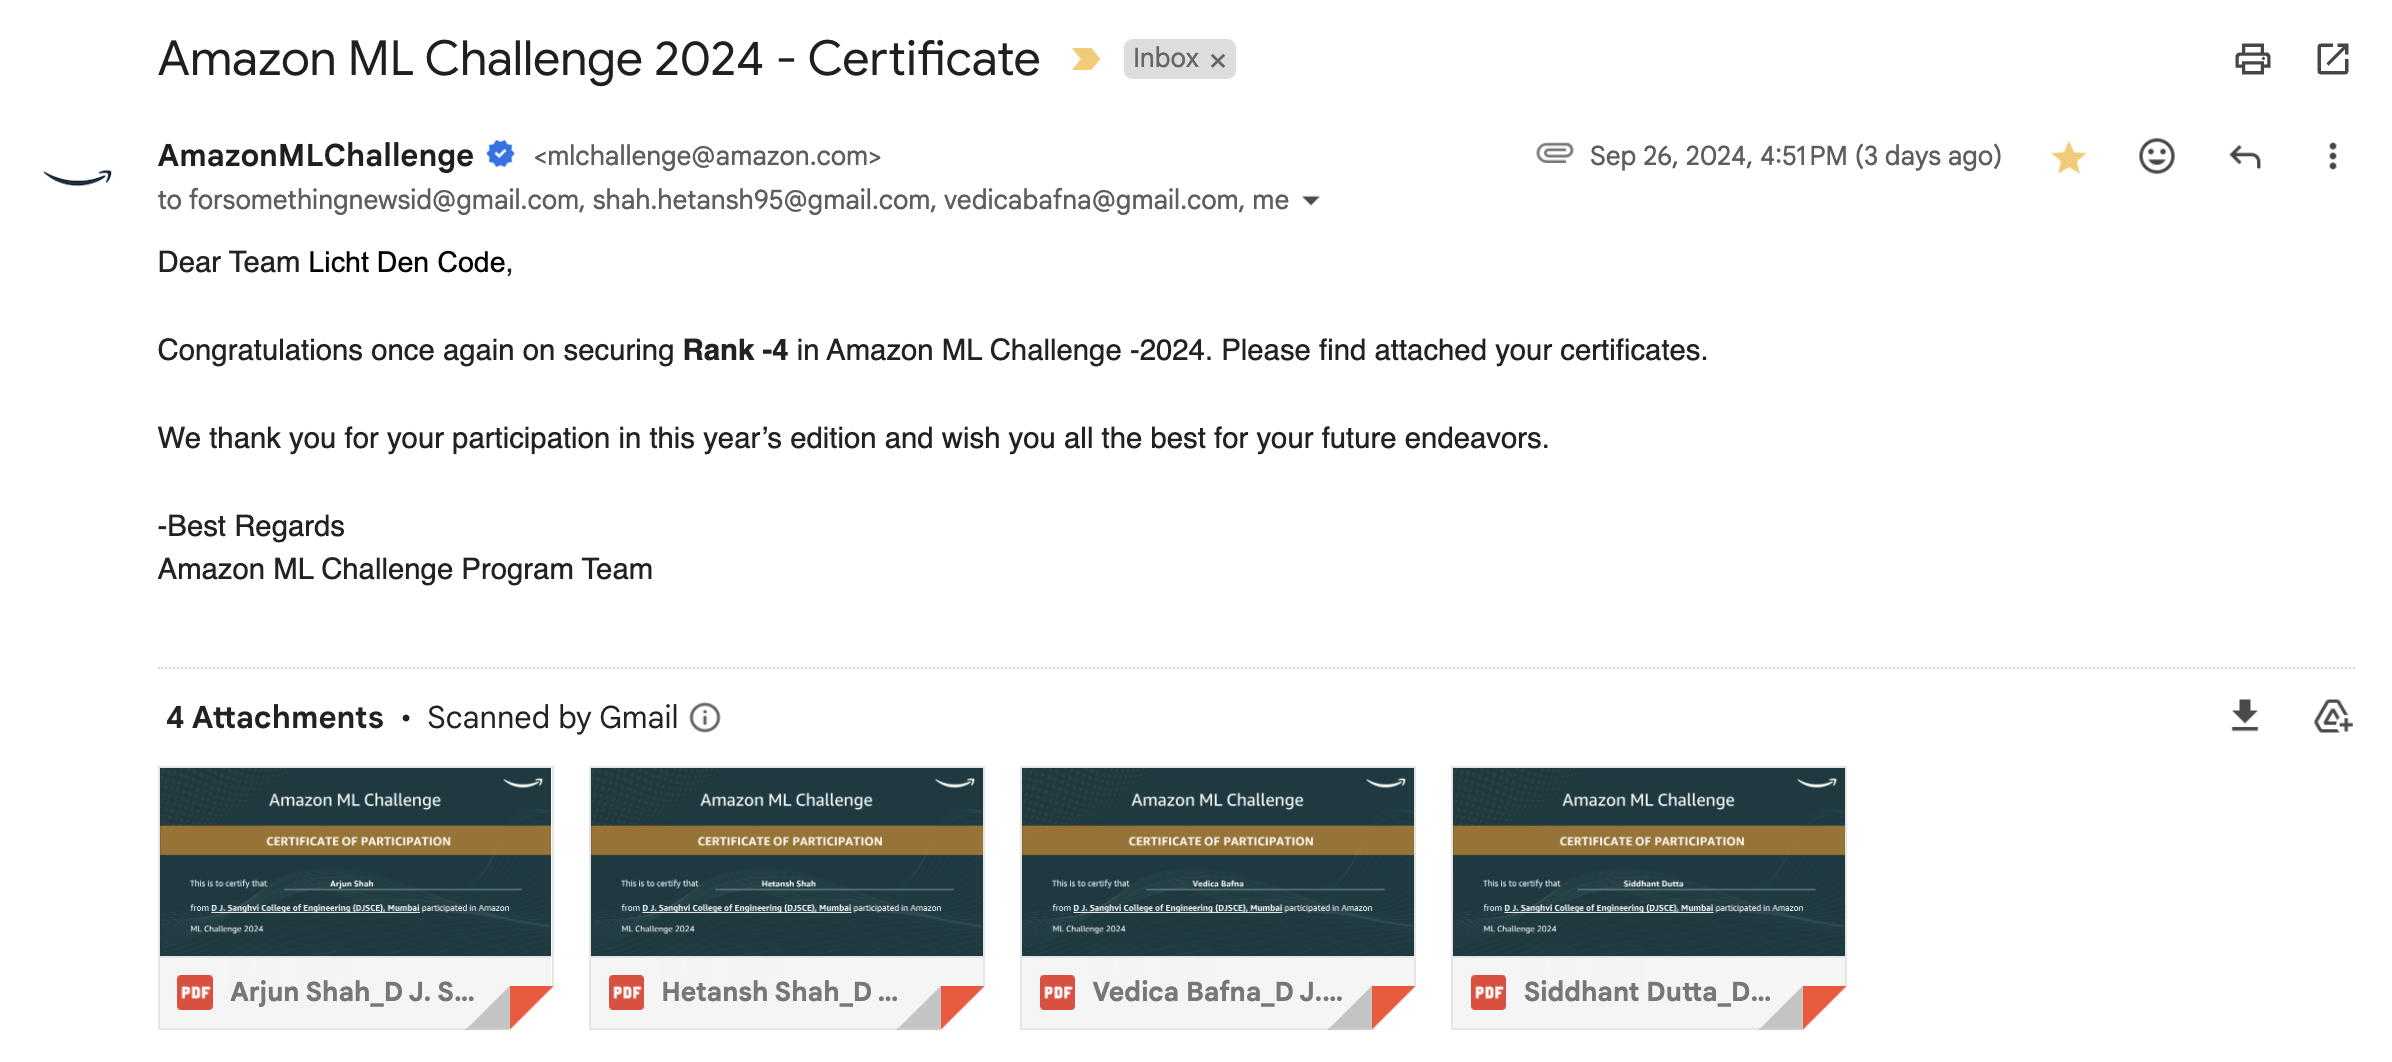 Amazon ML Challenge 2024 - Certificate Inbox ×
AmazonMLChallenge <mlchallenge@amazon.com> Sep 26, 2024, 4:51 PM (3 days ago)
to forsomethingnewsid@gmail.com, shah.hetansh95@gmail.com, vedicabafna@gmail.com, me
Dear Team Licht Den Code,
Congratulations once again on securing Rank -4 in Amazon ML Challenge -2024. Please find attached your certificates.
We thank you for your participation in this year’s edition and wish you all the best for your future endeavors.
-Best Regards
Amazon ML Challenge Program Team
4 Attachments • Scanned by Gmail
Amazon ML Challenge
CERTIFICATE OF PARTICIPATION
This is to certify that Arjun Shah
from D J. Sanghvi College of Engineering (DJSCE), Mumbai participated in Amazon
ML Challenge 2024
PDF Arjun Shah_D J. S...
Amazon ML Challenge
CERTIFICATE OF PARTICIPATION
This is to certify that Hetansh Shah
from D J. Sanghvi College of Engineering (DJSCE), Mumbai participated in Amazon
ML Challenge 2024
PDF Hetansh Shah_D ...
Amazon ML Challenge
CERTIFICATE OF PARTICIPATION
This is to certify that Vedica Bafna
from D J. Sanghvi College of Engineering (DJSCE), Mumbai participated in Amazon
ML Challenge 2024
PDF Vedica Bafna_D J....
Amazon ML Challenge
CERTIFICATE OF PARTICIPATION
This is to certify that Siddhant Dutta
from D J. Sanghvi College of Engineering (DJSCE), Mumbai participated in Amazon
ML Challenge 2024
PDF Siddhant Dutta_D...